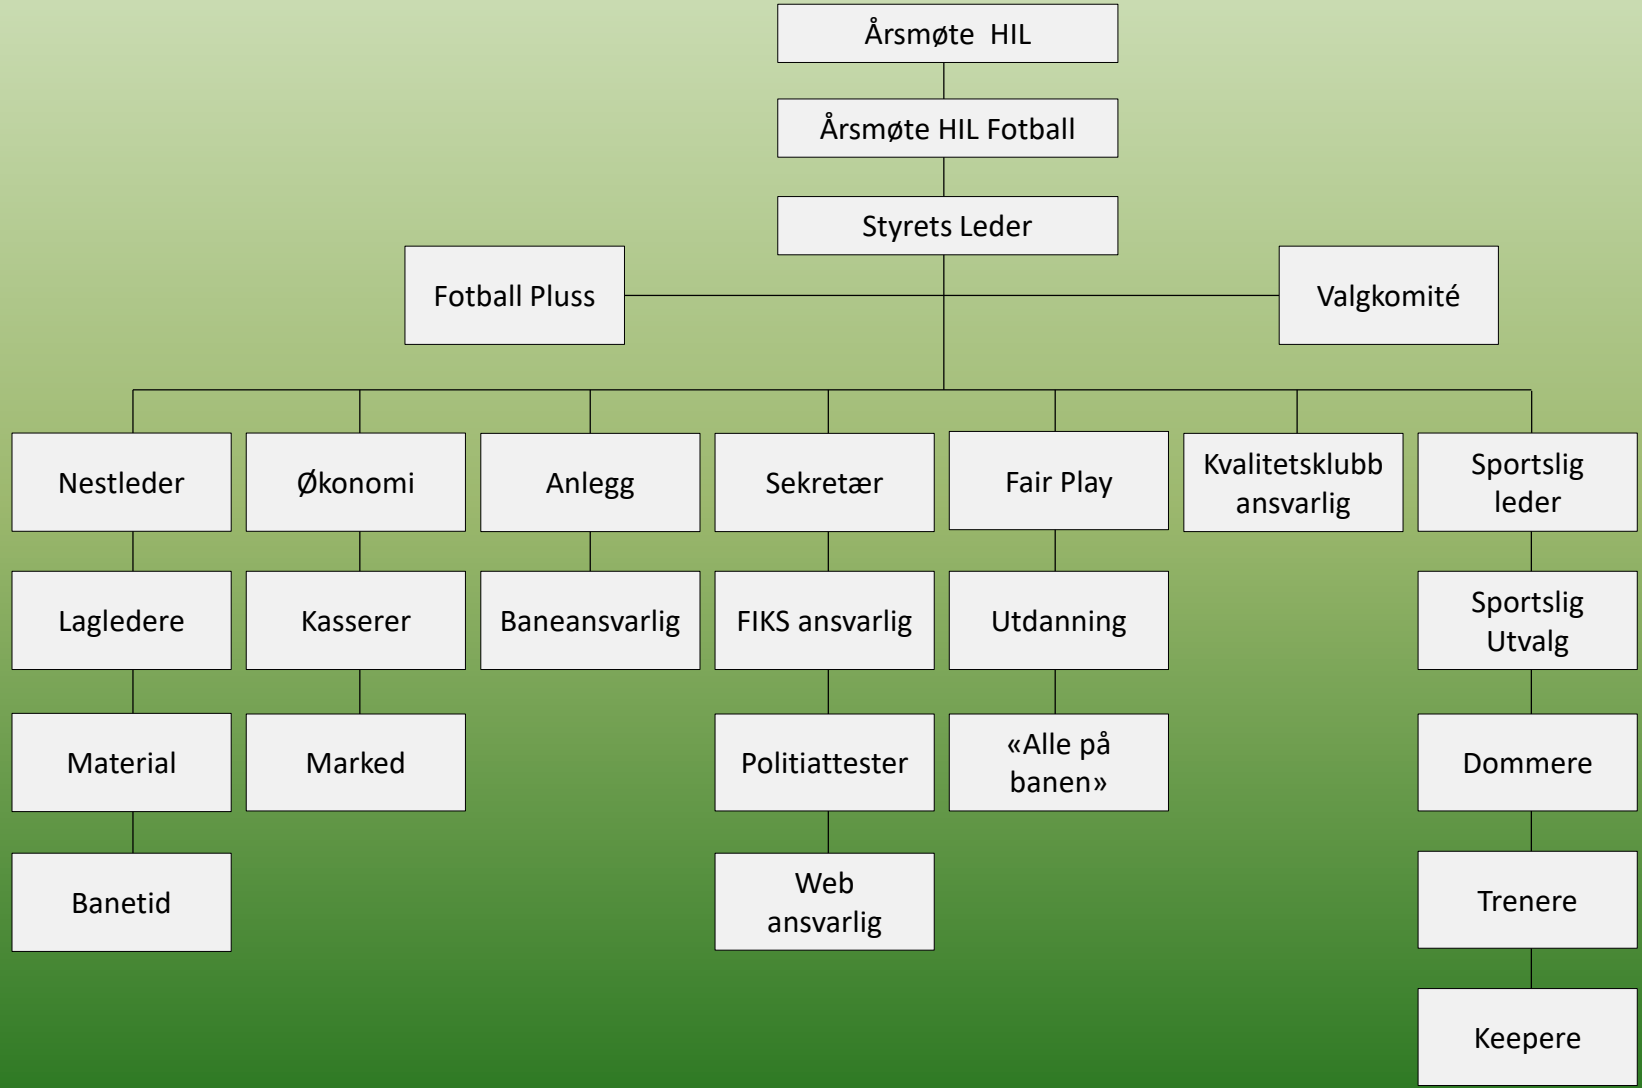 Årsmøte  HIL
Årsmøte HIL Fotball
Styrets Leder
Fotball Pluss
Valgkomité
Nestleder
Økonomi
Anlegg
Sekretær
Fair Play
Kvalitetsklubb
ansvarlig
Sportslig
leder
Lagledere
Kasserer
Baneansvarlig
FIKS ansvarlig
Utdanning
Sportslig
Utvalg
Material
Marked
Politiattester
«Alle på
banen»
Dommere
Banetid
Web
ansvarlig
Trenere
Keepere